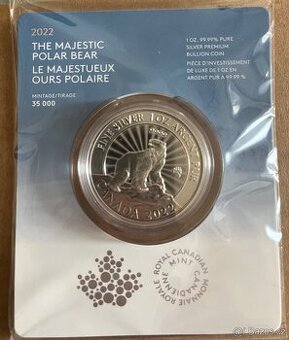 2022
THE MAJESTIC
POLAR BEAR
LE MAJESTUEUX
OURS POLAIRE
MINTAGE/TIRAGE
35 000
1 OZ. 99.99% PURE
SILVER PREMIUM
BULLION COIN
PIÈCE D'INVESTISSEMENT
DE LUXE DE 1 OZ EN
ARGENT PUR À 99,99 %
FINE SILVER 1 OZ ARGENT PUR
CANADA 2022
ROYAL CANADIAN MINT
MONNAIE ROYALE CANADIENNE